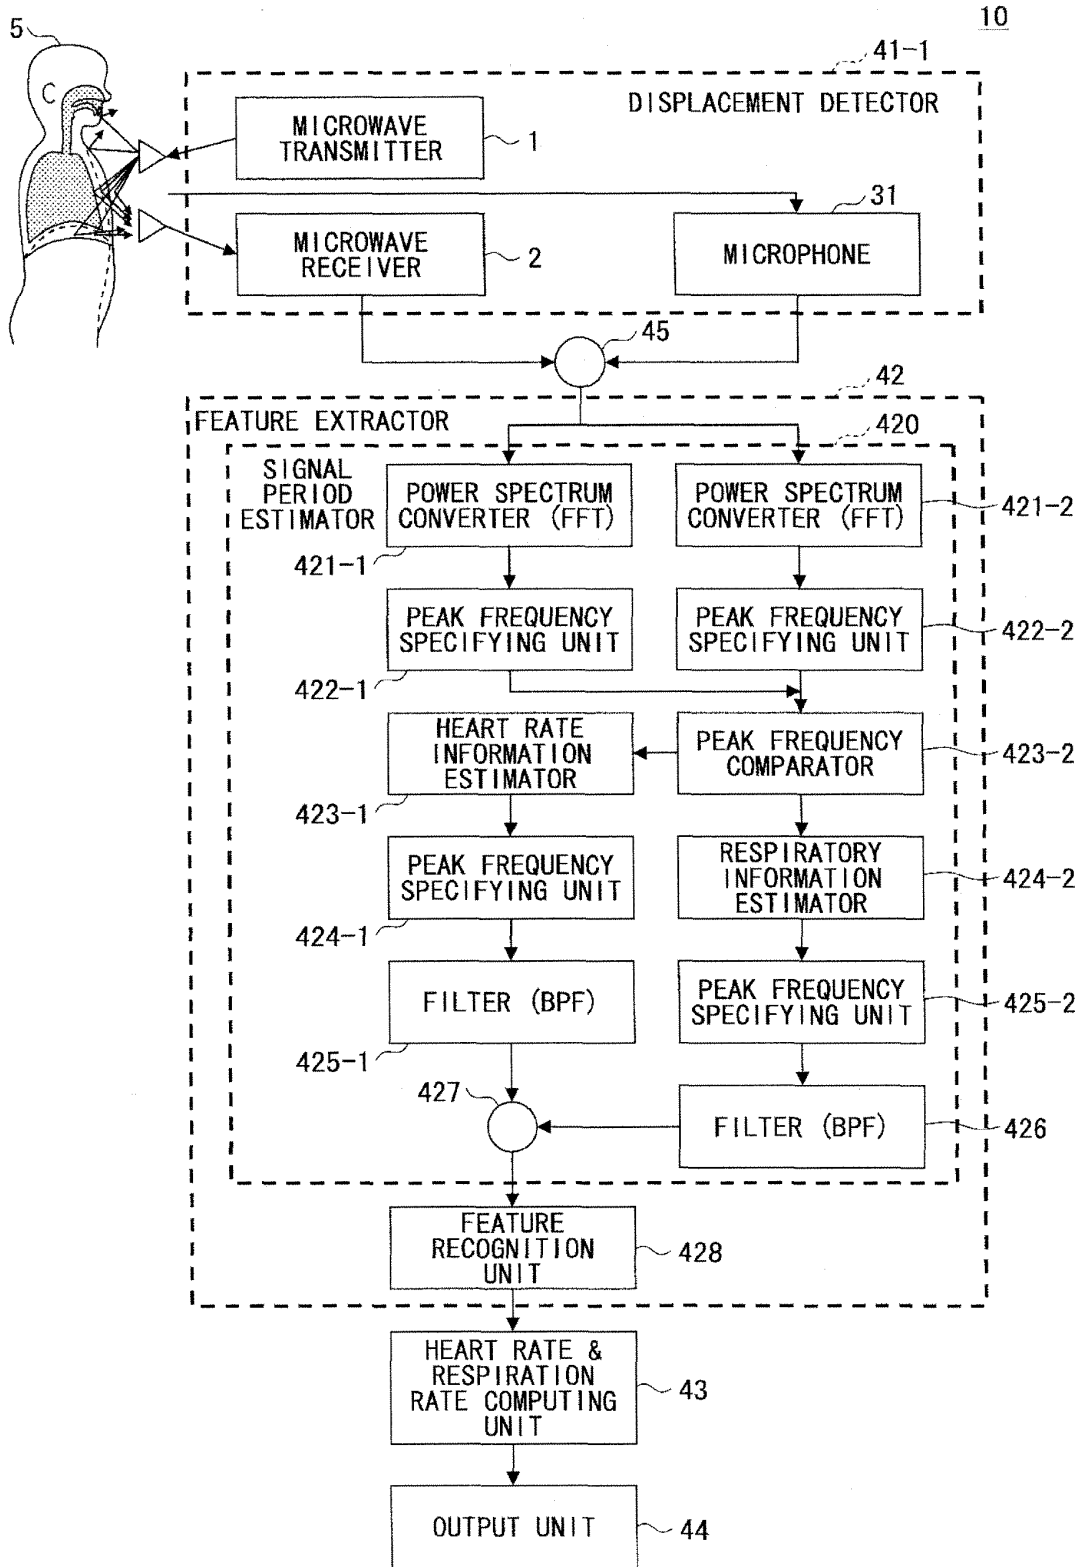 10
5
41-1
DISPLACEMENT DETECTOR
MICROWAVE
TRANSMITTER
1
31
MICROWAVE
RECEIVER
2
MICROPHONE
45
42
FEATURE EXTRACTOR
420
SIGNAL
PERIOD
ESTIMATOR
POWER SPECTRUM
CONVERTER (FFT)
421-1
POWER SPECTRUM
CONVERTER (FFT)
421-2
PEAK FREQUENCY
SPECIFYING UNIT
422-1
PEAK FREQUENCY
SPECIFYING UNIT
422-2
HEART RATE
INFORMATION
ESTIMATOR
423-1
PEAK FREQUENCY
COMPARATOR
423-2
PEAK FREQUENCY
SPECIFYING UNIT
424-1
RESPIRATORY
INFORMATION
ESTIMATOR
424-2
FILTER (BPF)
425-1
PEAK FREQUENCY
SPECIFYING UNIT
425-2
427
FILTER (BPF)
426
FEATURE
RECOGNITION
UNIT
428
HEART RATE &
RESPIRATION
RATE COMPUTING
UNIT
43
OUTPUT UNIT
44